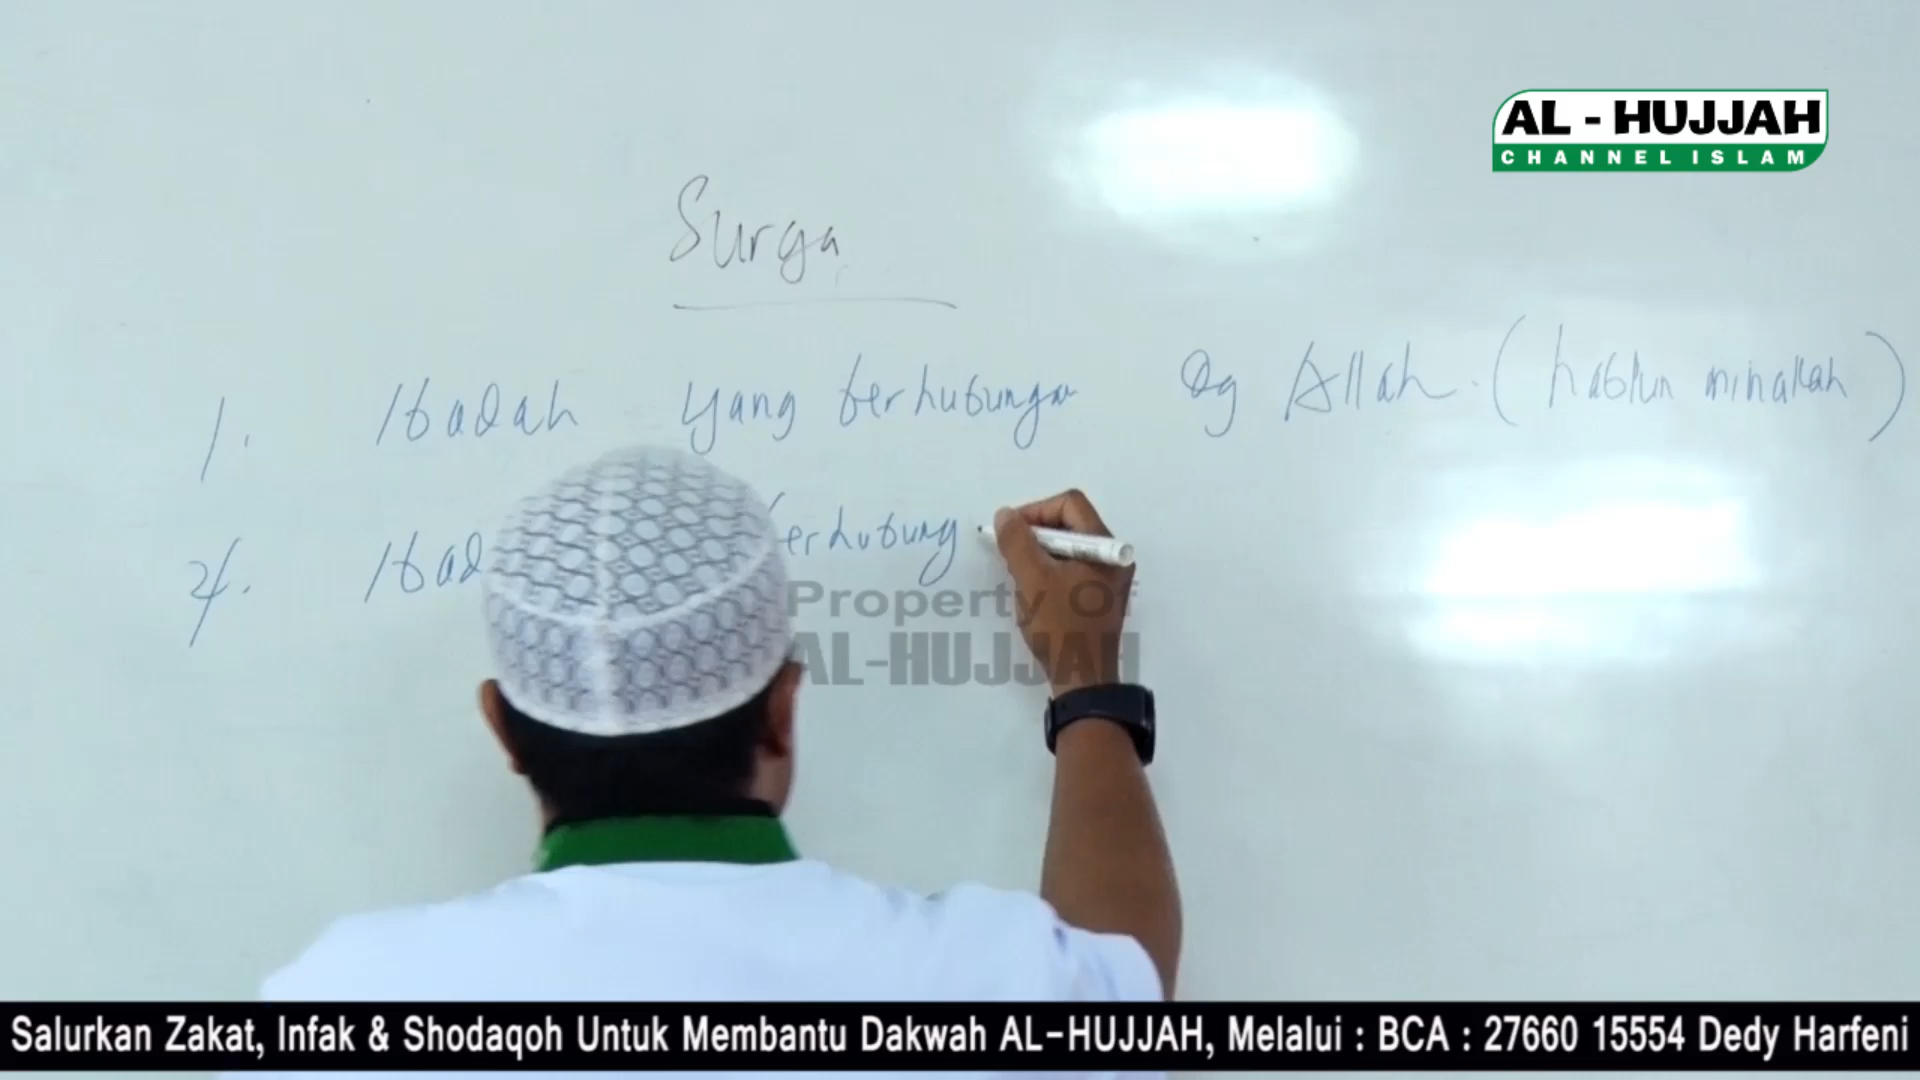 AL - HUJJAH
CHANNEL ISLAM
Surga
1. Ibadah yang berhubungan dg Allah. (hablun minallah)
2. Ibad berhubung
Property Of
AL-HUJJAH
Salurkan Zakat, Infak & Shodaqoh Untuk Membantu Dakwah AL-HUJJAH, Melalui : BCA : 27660 15554 Dedy Harfeni